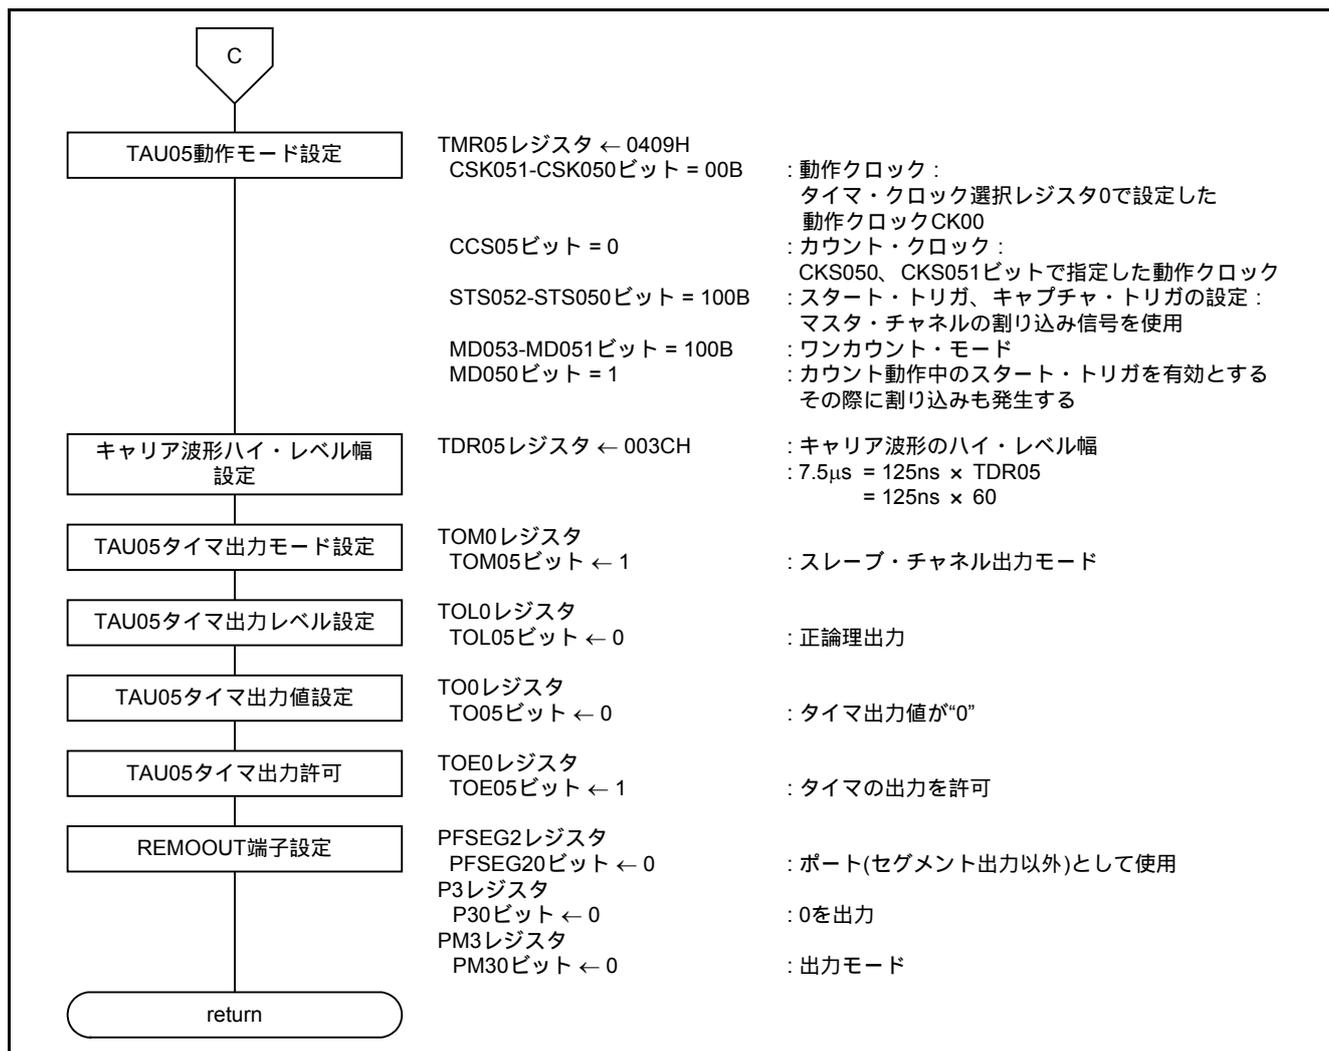 C
TAU05動作モード設定
TMR05レジスタ ← 0409H
CSK051-CSK050ビット = 00B : 動作クロック :
タイマ・クロック選択レジスタ0で設定した
動作クロックCK00
CCS05ビット = 0 : カウント・クロック :
CKS050、CKS051ビットで指定した動作クロック
STS052-STS050ビット = 100B : スタート・トリガ、キャプチャ・トリガの設定 :
マスタ・チャネルの割り込み信号を使用
MD053-MD051ビット = 100B : ワンカウント・モード
MD050ビット = 1 : カウント動作中のスタート・トリガを有効とする
その際に割り込みも発生する
キャリア波形ハイ・レベル幅
設定
TDR05レジスタ ← 003CH : キャリア波形のハイ・レベル幅
: 7.5μs = 125ns × TDR05
= 125ns × 60
TAU05タイマ出力モード設定
TOM0レジスタ
TOM05ビット ← 1 : スレーブ・チャネル出力モード
TAU05タイマ出力レベル設定
TOL0レジスタ
TOL05ビット ← 0 : 正論理出力
TAU05タイマ出力値設定
TO0レジスタ
TO05ビット ← 0 : タイマ出力値が“0”
TAU05タイマ出力許可
TOE0レジスタ
TOE05ビット ← 1 : タイマの出力を許可
REMOOUT端子設定
PFSEG2レジスタ
PFSEG20ビット ← 0 : ポート(セグメント出力以外)として使用
P3レジスタ
P30ビット ← 0 : 0を出力
PM3レジスタ
PM30ビット ← 0 : 出力モード
return